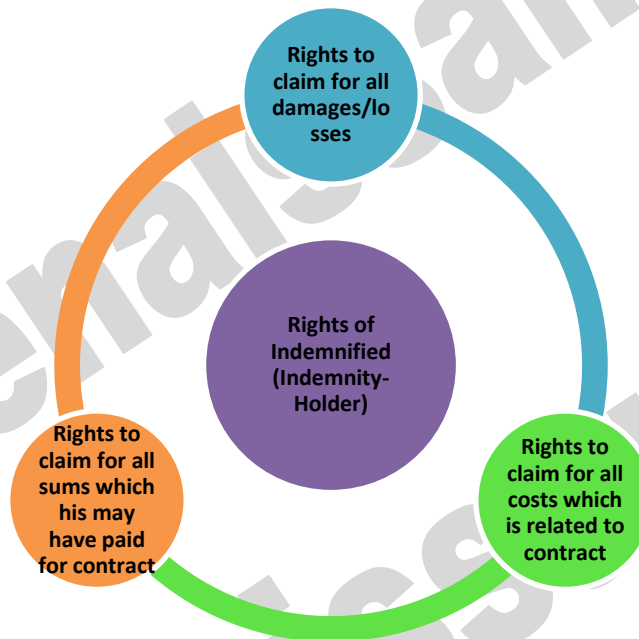 Rights to
claim for all
damages/lo
sses
Rights of
Indemnified
(Indemnity-
Holder)
Rights to
claim for all
sums which
his may
have paid
for contract
Rights to
claim for all
costs which
is related to
contract